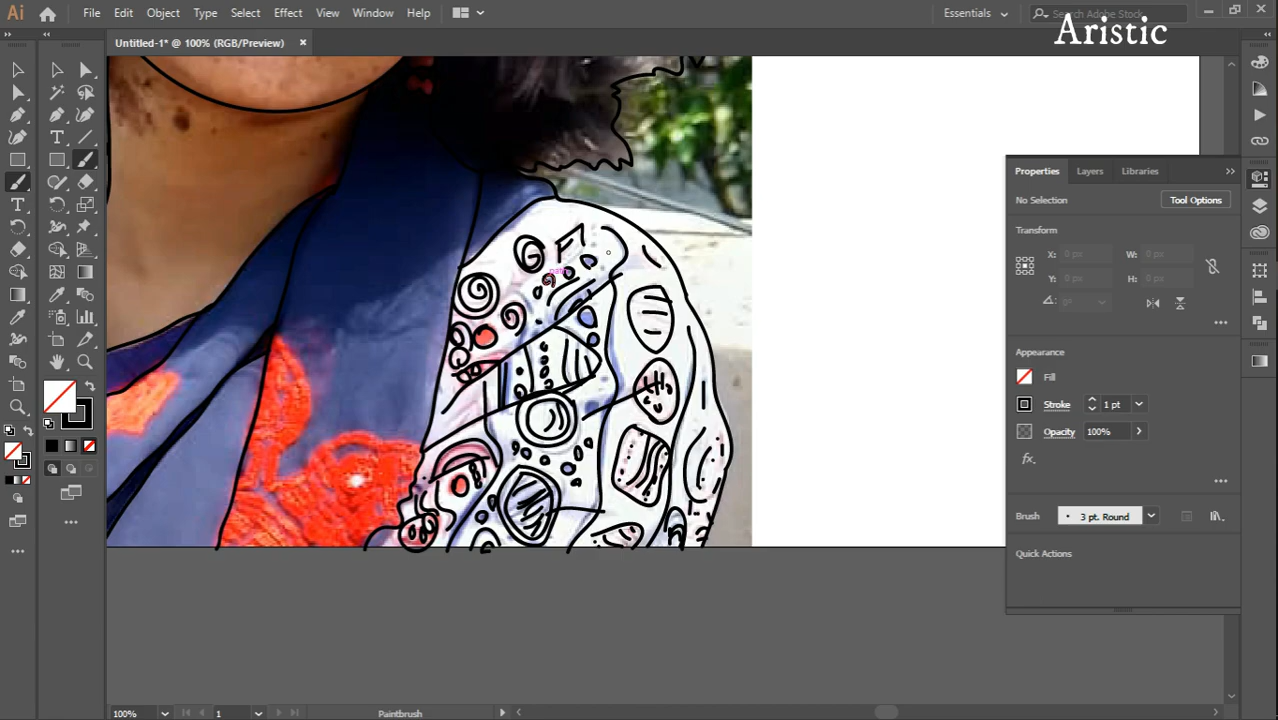 Ai File Edit Object Type Select Effect View Window Help Essentials Search Adobe Stock
Aristic
Untitled-1* @ 100% (RGB/Preview)
Properties Layers Libraries
No Selection Tool Options
Transform
X: 0 px W: 0 px
Y: 0 px H: 0 px
0°
Appearance
Fill
Stroke 1 pt
Opacity 100%
fx.
Brush 3 pt. Round
Quick Actions
path
100% 1 Paintbrush